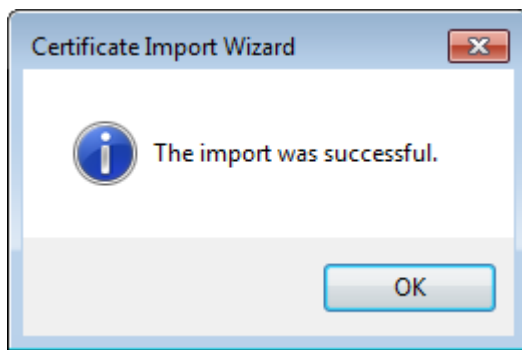 Certificate Import Wizard
The import was successful.
OK